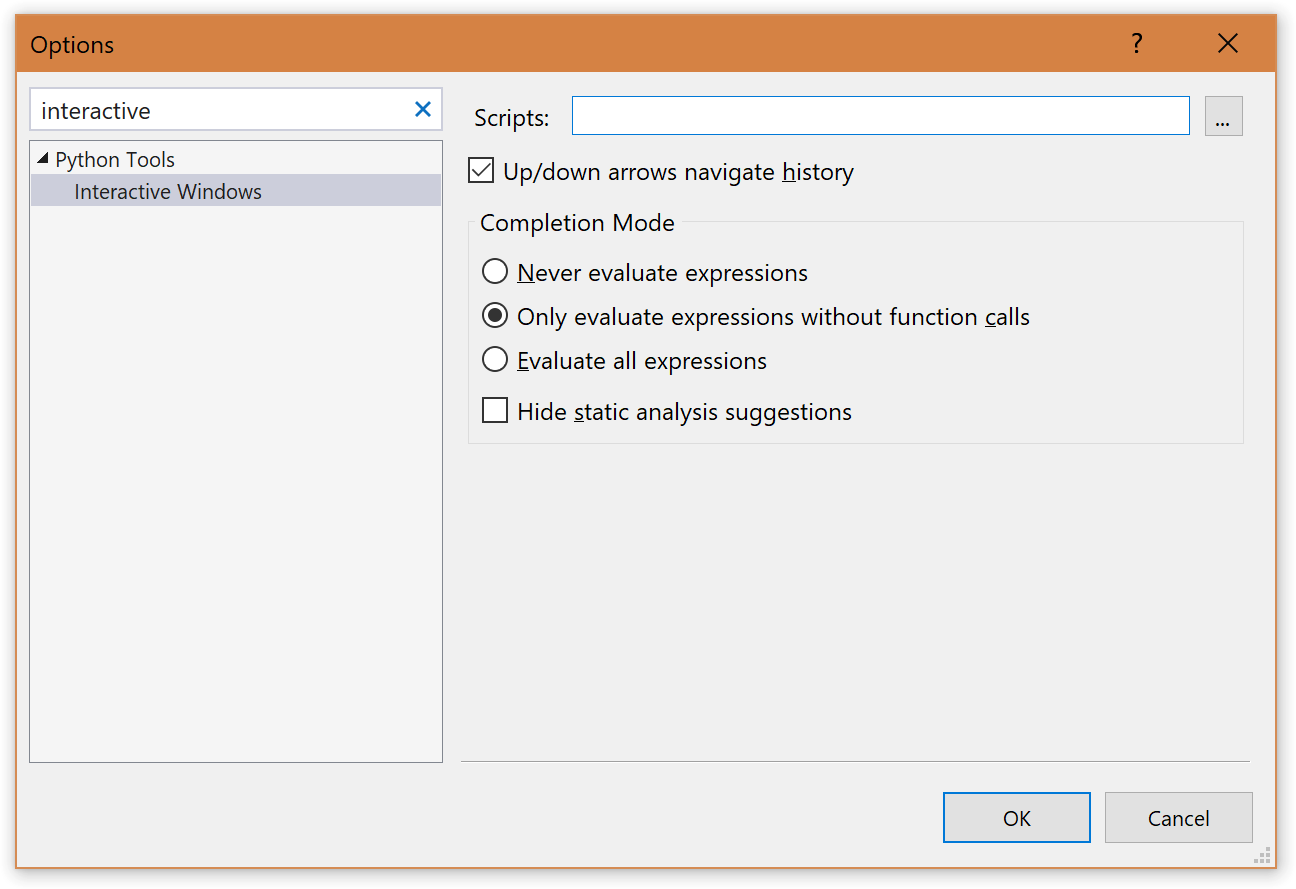 Options
?
interactive
Python Tools
Interactive Windows
Scripts:
...
Up/down arrows navigate history
Completion Mode
Never evaluate expressions
Only evaluate expressions without function calls
Evaluate all expressions
Hide static analysis suggestions
OK
Cancel